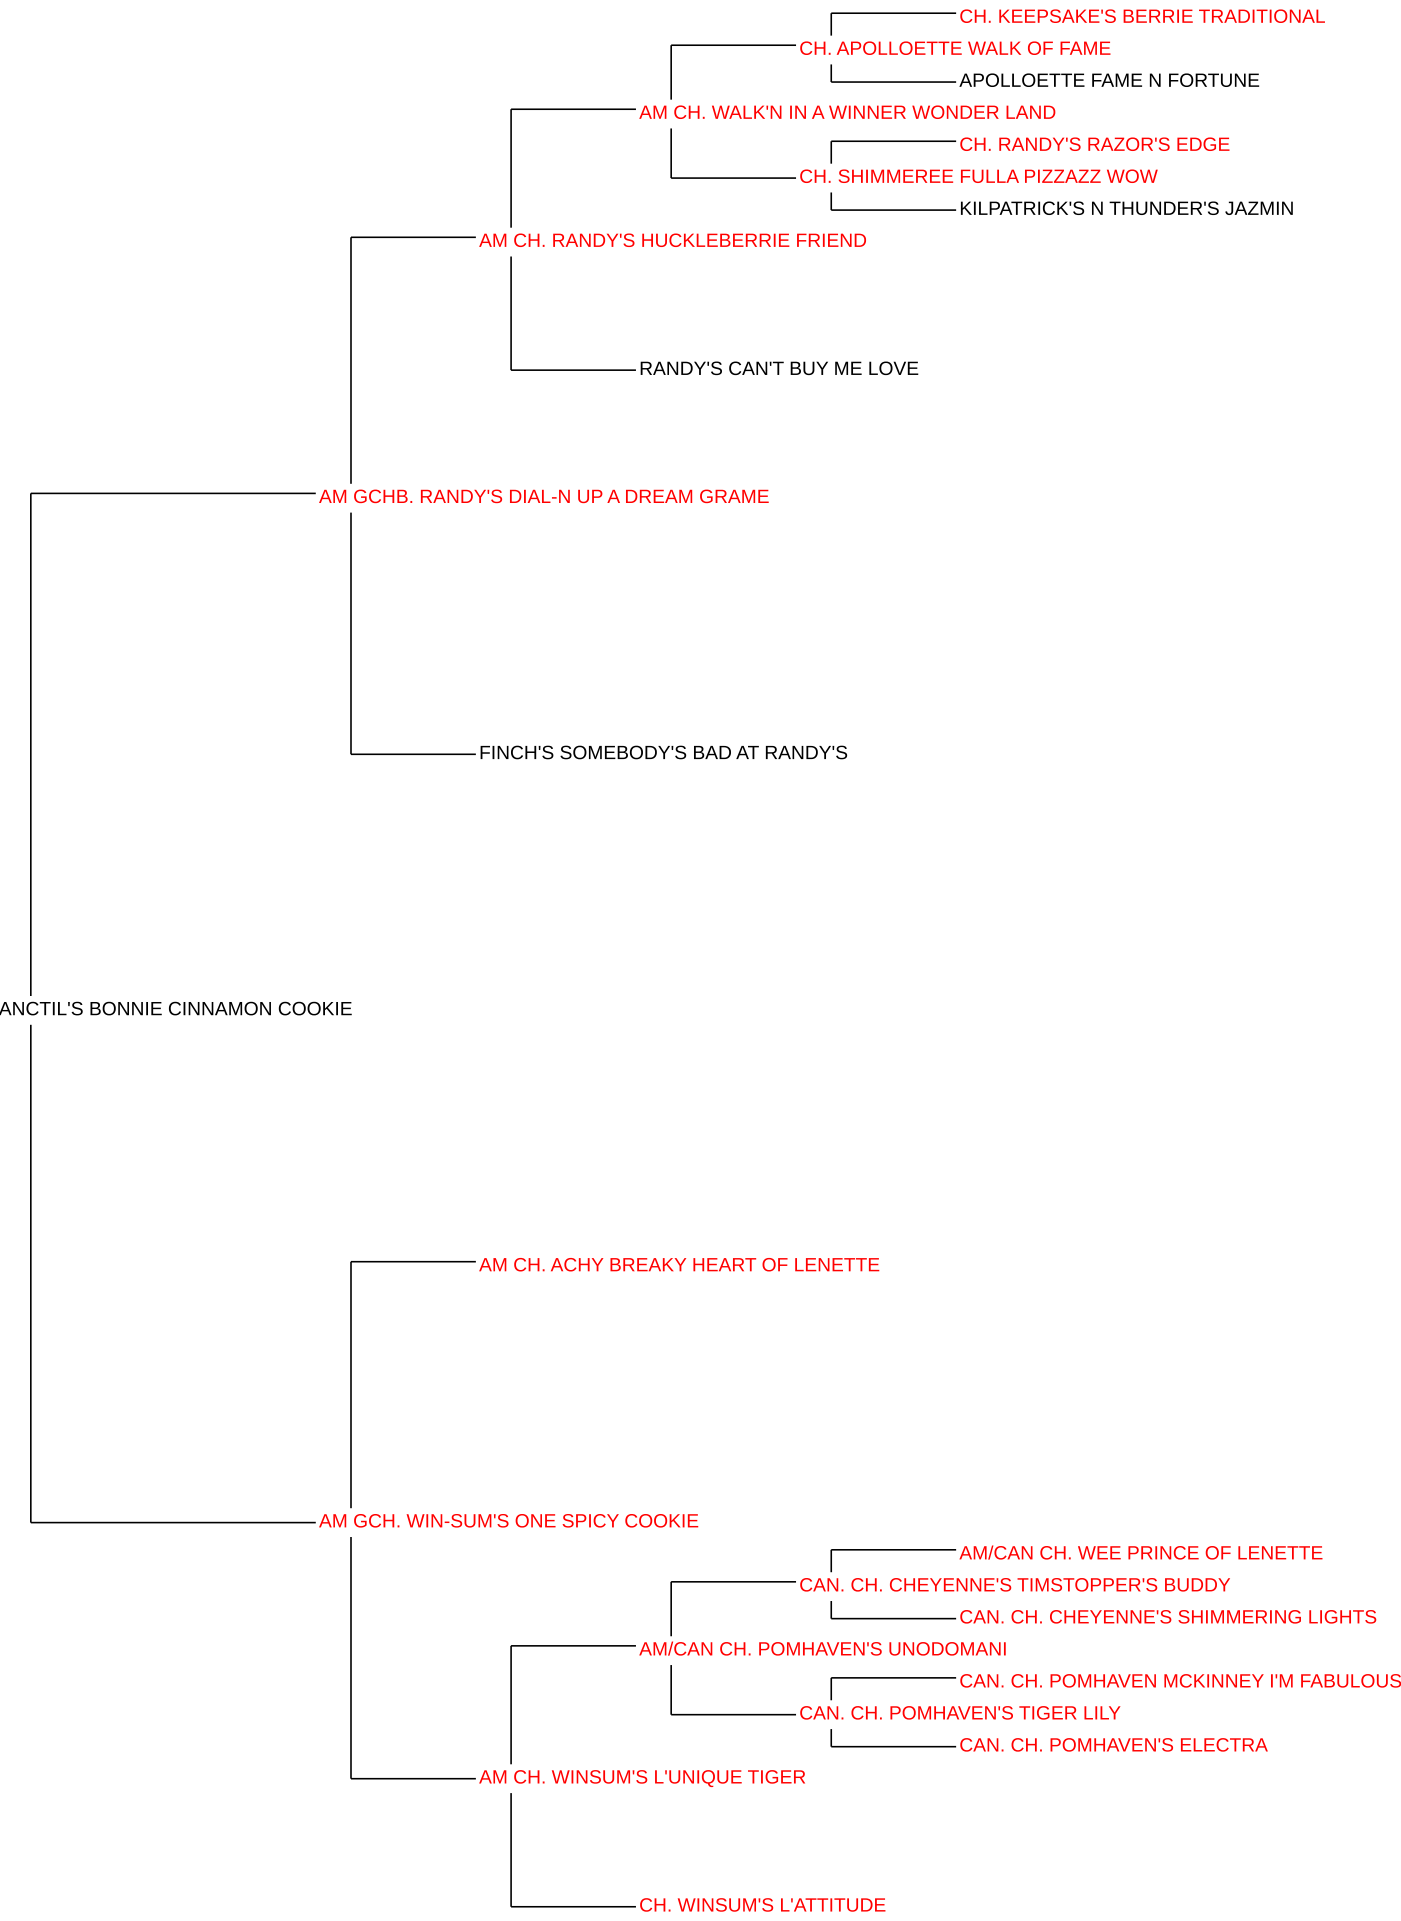 CH. KEEPSAKE'S BERRIE TRADITIONAL
CH. APOLLOETTE WALK OF FAME
APOLLOETTE FAME N FORTUNE
AM CH. WALK'N IN A WINNER WONDER LAND
CH. RANDY'S RAZOR'S EDGE
CH. SHIMMEREE FULLA PIZZAZZ WOW
KILPATRICK'S N THUNDER'S JAZMIN
AM CH. RANDY'S HUCKLEBERRIE FRIEND
RANDY'S CAN'T BUY ME LOVE
AM GCHB. RANDY'S DIAL-N UP A DREAM GRAME
FINCH'S SOMEBODY'S BAD AT RANDY'S
ANCTIL'S BONNIE CINNAMON COOKIE
AM CH. ACHY BREAKY HEART OF LENETTE
AM GCH. WIN-SUM'S ONE SPICY COOKIE
AM/CAN CH. WEE PRINCE OF LENETTE
CAN. CH. CHEYENNE'S TIMSTOPPER'S BUDDY
CAN. CH. CHEYENNE'S SHIMMERING LIGHTS
AM/CAN CH. POMHAVEN'S UNODOMANI
CAN. CH. POMHAVEN MCKINNEY I'M FABULOUS
CAN. CH. POMHAVEN'S TIGER LILY
CAN. CH. POMHAVEN'S ELECTRA
AM CH. WINSUM'S L'UNIQUE TIGER
CH. WINSUM'S L'ATTITUDE